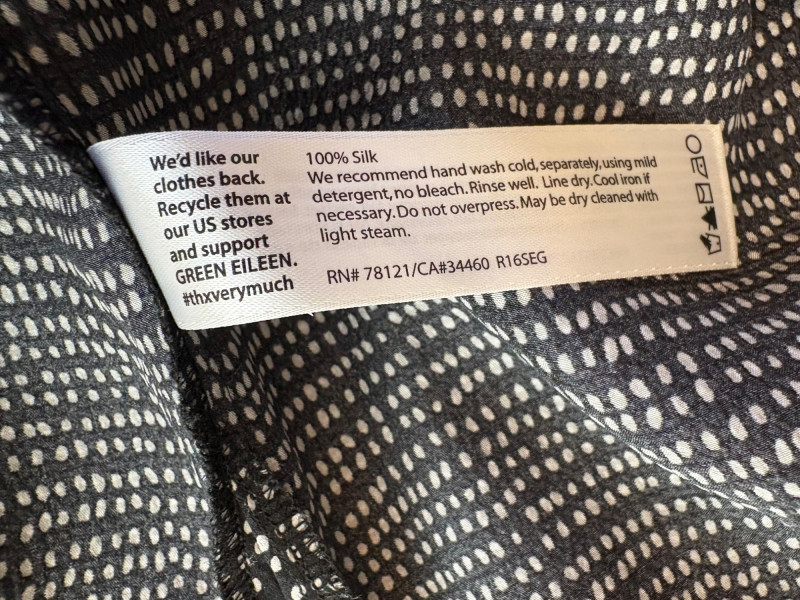 We'd like our
clothes back.
Recycle them at
our US stores
and support
GREEN EILEEN.
#thxverymuch
100% Silk
We recommend hand wash cold, separately, using mild
detergent, no bleach. Rinse well. Line dry. Cool iron if
necessary. Do not overpress. May be dry cleaned with
light steam.
RN# 78121/CA#34460 R16SEG